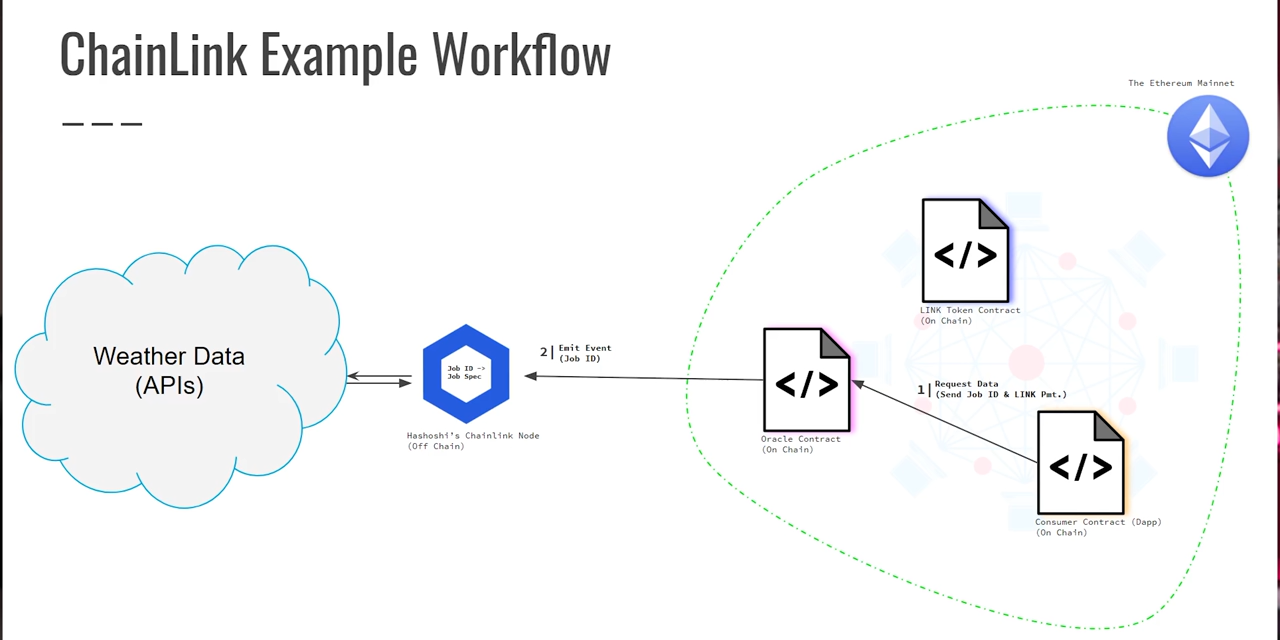 ChainLink Example Workflow
The Ethereum Mainnet
</>
LINK Token Contract
(On Chain)
Weather Data
(APIs)
Job ID ->
Job Spec
Hashoshi's Chainlink Node
(Off Chain)
2| Emit Event
(Job ID)
</>
Oracle Contract
(On Chain)
1| Request Data
(Send Job ID & LINK Pmt.)
</>
Consumer Contract (Dapp)
(On Chain)